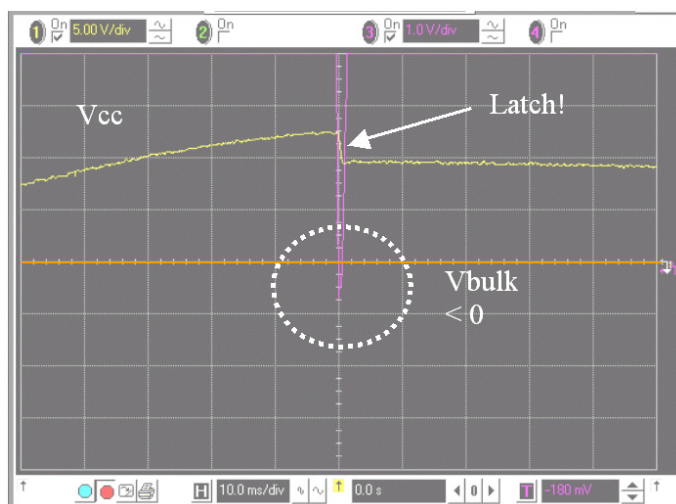 1 On 5.00 V/div 2 On 3 On 1.0 V/div 4 On
Vcc
Latch!
Vbulk
< 0
H 10.0 ms/div 0.0 s 0 T -180 mV